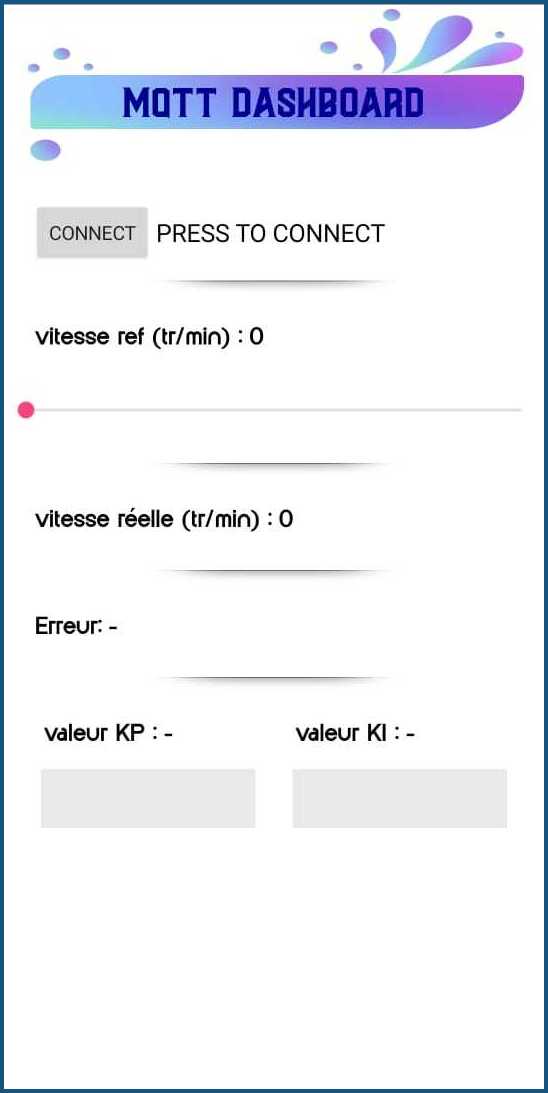 MQTT DASHBOARD
CONNECT PRESS TO CONNECT
vitesse ref (tr/min) : 0
vitesse réelle (tr/min) : 0
Erreur: -
valeur KP : - valeur KI : -